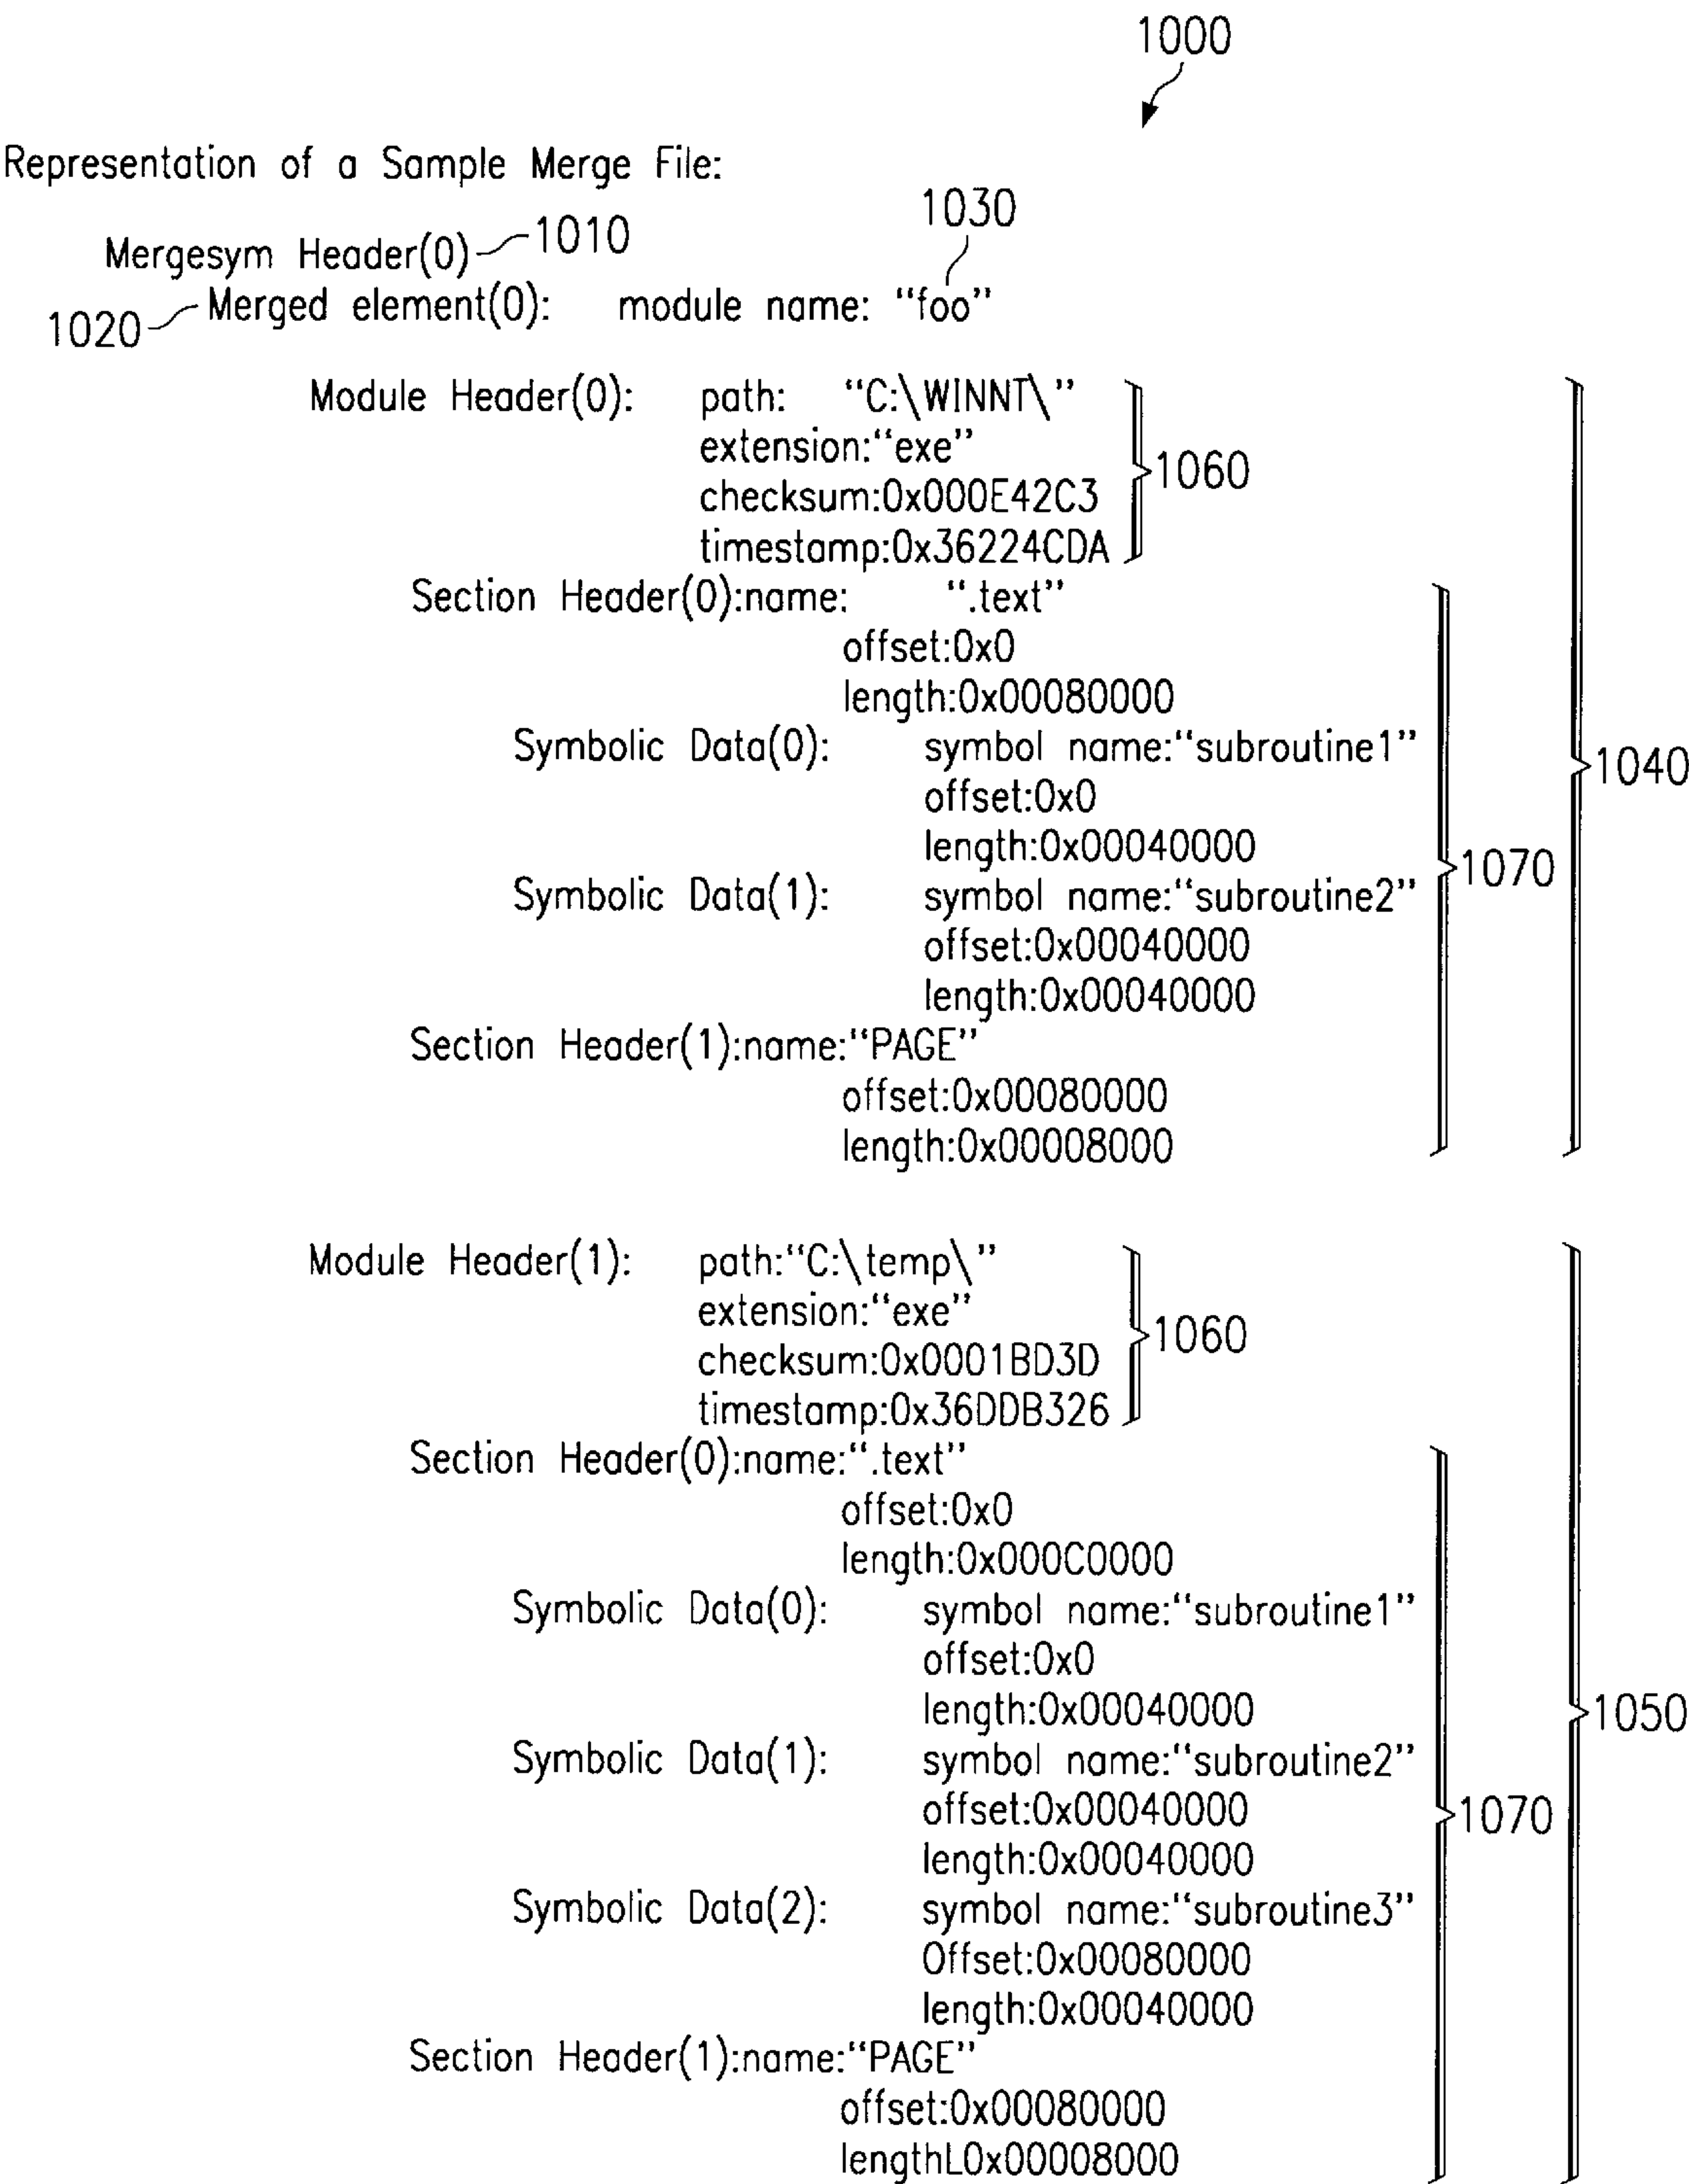 1000
Representation of a Sample Merge File:
1030
Mergesym Header(0) 1010
1020 Merged element(0): module name: “foo”
Module Header(0): path: “C:\WINNT\”
extension:“exe”
1060
checksum:0x000E42C3
timestamp:0x36224CDA
Section Header(0):name: “.text”
offset:0x0
length:0x00080000
Symbolic Data(0): symbol name:“subroutine1”
1040
offset:0x0
length:0x00040000
1070
Symbolic Data(1): symbol name:“subroutine2”
offset:0x00040000
length:0x00040000
Section Header(1):name:“PAGE”
offset:0x00080000
length:0x00008000
Module Header(1): path:“C:\temp\”
extension:“exe”
1060
checksum:0x0001BD3D
timestamp:0x36DDB326
Section Header(0):name:“.text”
offset:0x0
length:0x000C0000
Symbolic Data(0): symbol name:“subroutine1”
offset:0x0
length:0x00040000
1050
Symbolic Data(1): symbol name:“subroutine2”
offset:0x00040000
1070
length:0x00040000
Symbolic Data(2): symbol name:“subroutine3”
Offset:0x00080000
length:0x00040000
Section Header(1):name:“PAGE”
offset:0x00080000
lengthL0x00008000